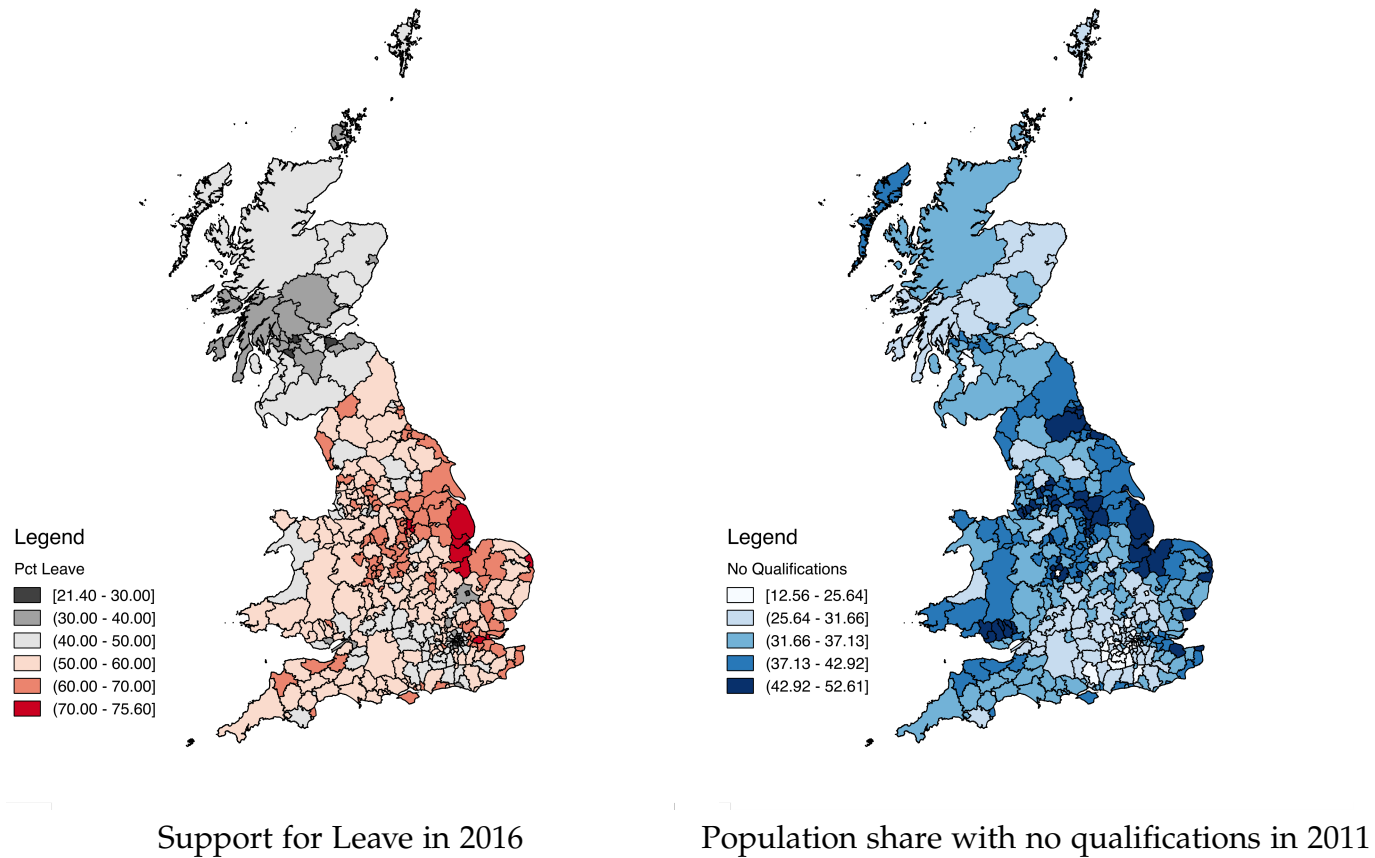 Legend
Pct Leave
[21.40 - 30.00]
(30.00 - 40.00]
(40.00 - 50.00]
(50.00 - 60.00]
(60.00 - 70.00]
(70.00 - 75.60]
Legend
No Qualifications
[12.56 - 25.64]
(25.64 - 31.66]
(31.66 - 37.13]
(37.13 - 42.92]
(42.92 - 52.61]
Support for Leave in 2016
Population share with no qualifications in 2011